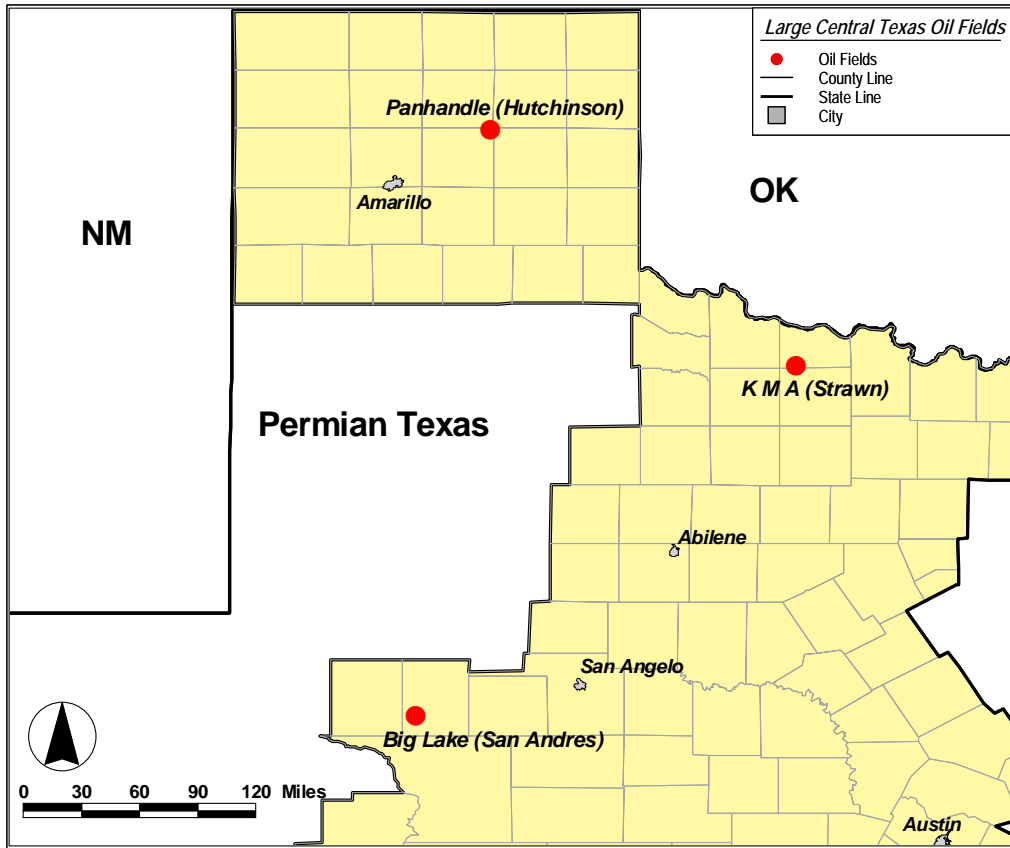 Large Central Texas Oil Fields
Oil Fields
County Line
State Line
City
Panhandle (Hutchinson)
Amarillo
OK
NM
K M A (Strawn)
Permian Texas
Abilene
San Angelo
Big Lake (San Andres)
0 30 60 90 120 Miles
Austin